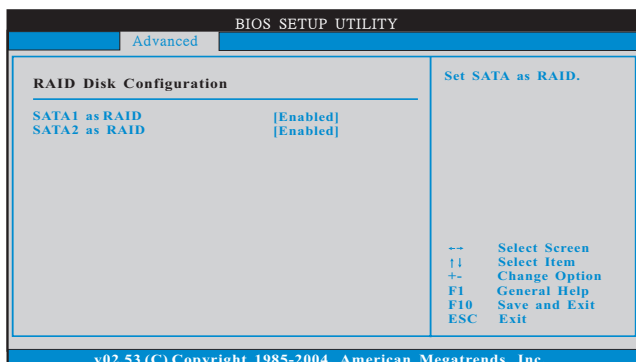 BIOS SETUP UTILITY
Advanced
RAID Disk Configuration
SATA1 as RAID [Enabled]
SATA2 as RAID [Enabled]
Set SATA as RAID.
←→ Select Screen
↑↓ Select Item
+- Change Option
F1 General Help
F10 Save and Exit
ESC Exit
v02.53 (C) Copyright 1985-2004, American Megatrends, Inc.